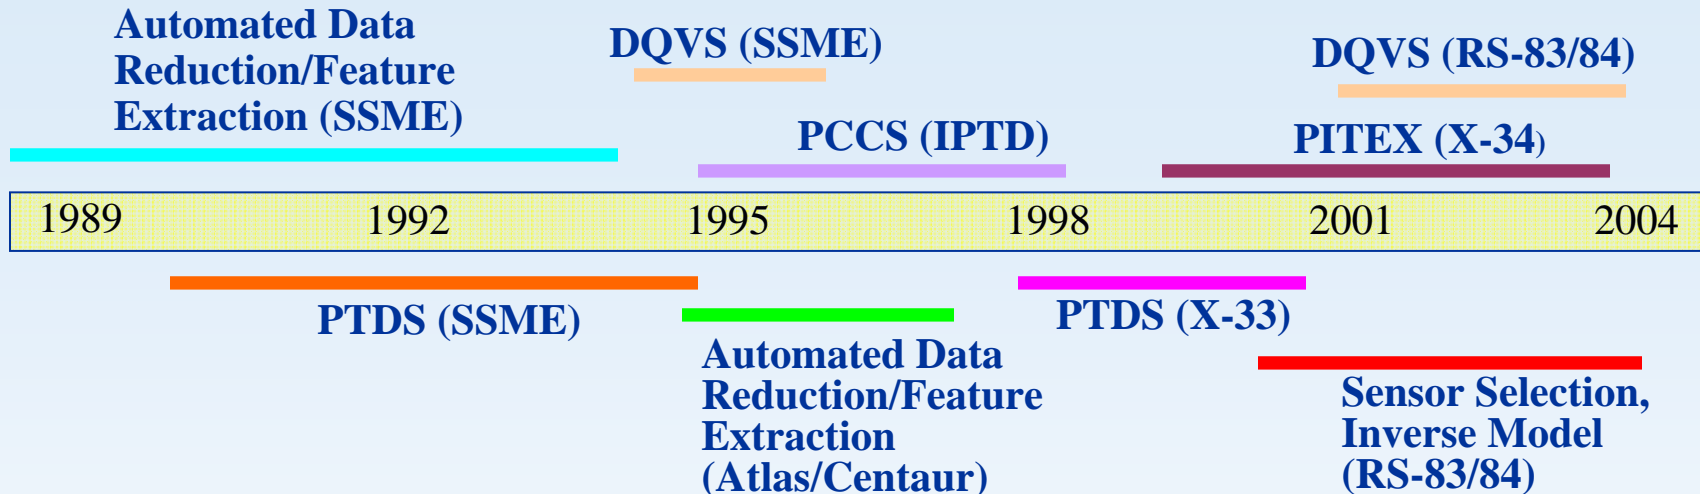 Automated Data
Reduction/Feature
Extraction (SSME)
DQVS (SSME)
DQVS (RS-83/84)
PCCS (IPTD)
PITEX (X-34)
1989 1992 1995 1998 2001 2004
PTDS (SSME)
PTDS (X-33)
Automated Data
Reduction/Feature
Extraction
(Atlas/Centaur)
Sensor Selection,
Inverse Model
(RS-83/84)